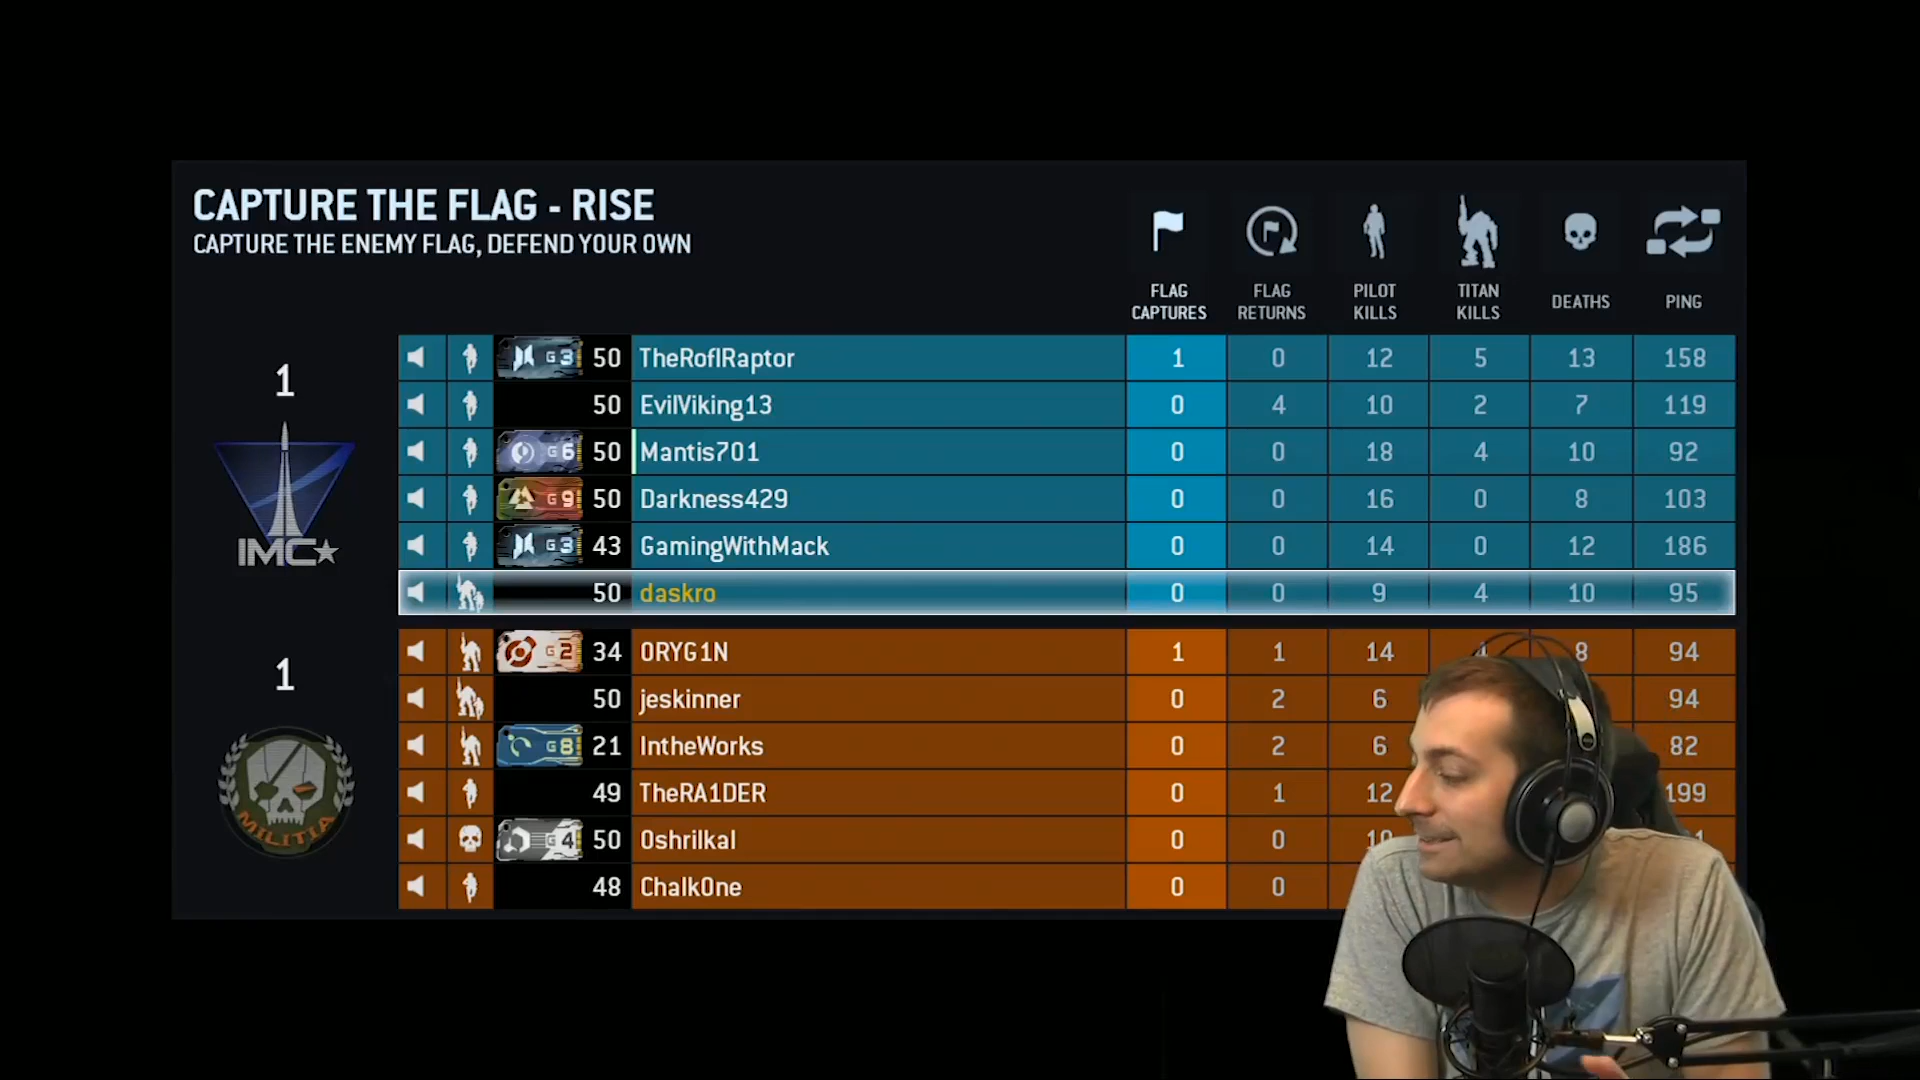 CAPTURE THE FLAG - RISE
CAPTURE THE ENEMY FLAG, DEFEND YOUR OWN
FLAG CAPTURES
FLAG RETURNS
PILOT KILLS
TITAN KILLS
DEATHS
PING
1
IMC
G3 50 TheRoflRaptor 1 0 12 5 13 158
50 EvilViking13 0 4 10 2 7 119
G6 50 Mantis701 0 0 18 4 10 92
G9 50 Darkness429 0 0 16 0 8 103
G3 43 GamingWithMack 0 0 14 0 12 186
50 daskro 0 0 9 4 10 95
1
MILITIA
G2 34 0RYG1N 1 1 14 8 94
50 jeskinner 0 2 6 94
G8 21 IntheWorks 0 2 6 82
49 TheRA1DER 0 1 12 199
G4 50 Oshrilkal 0 0
48 ChalkOne 0 0